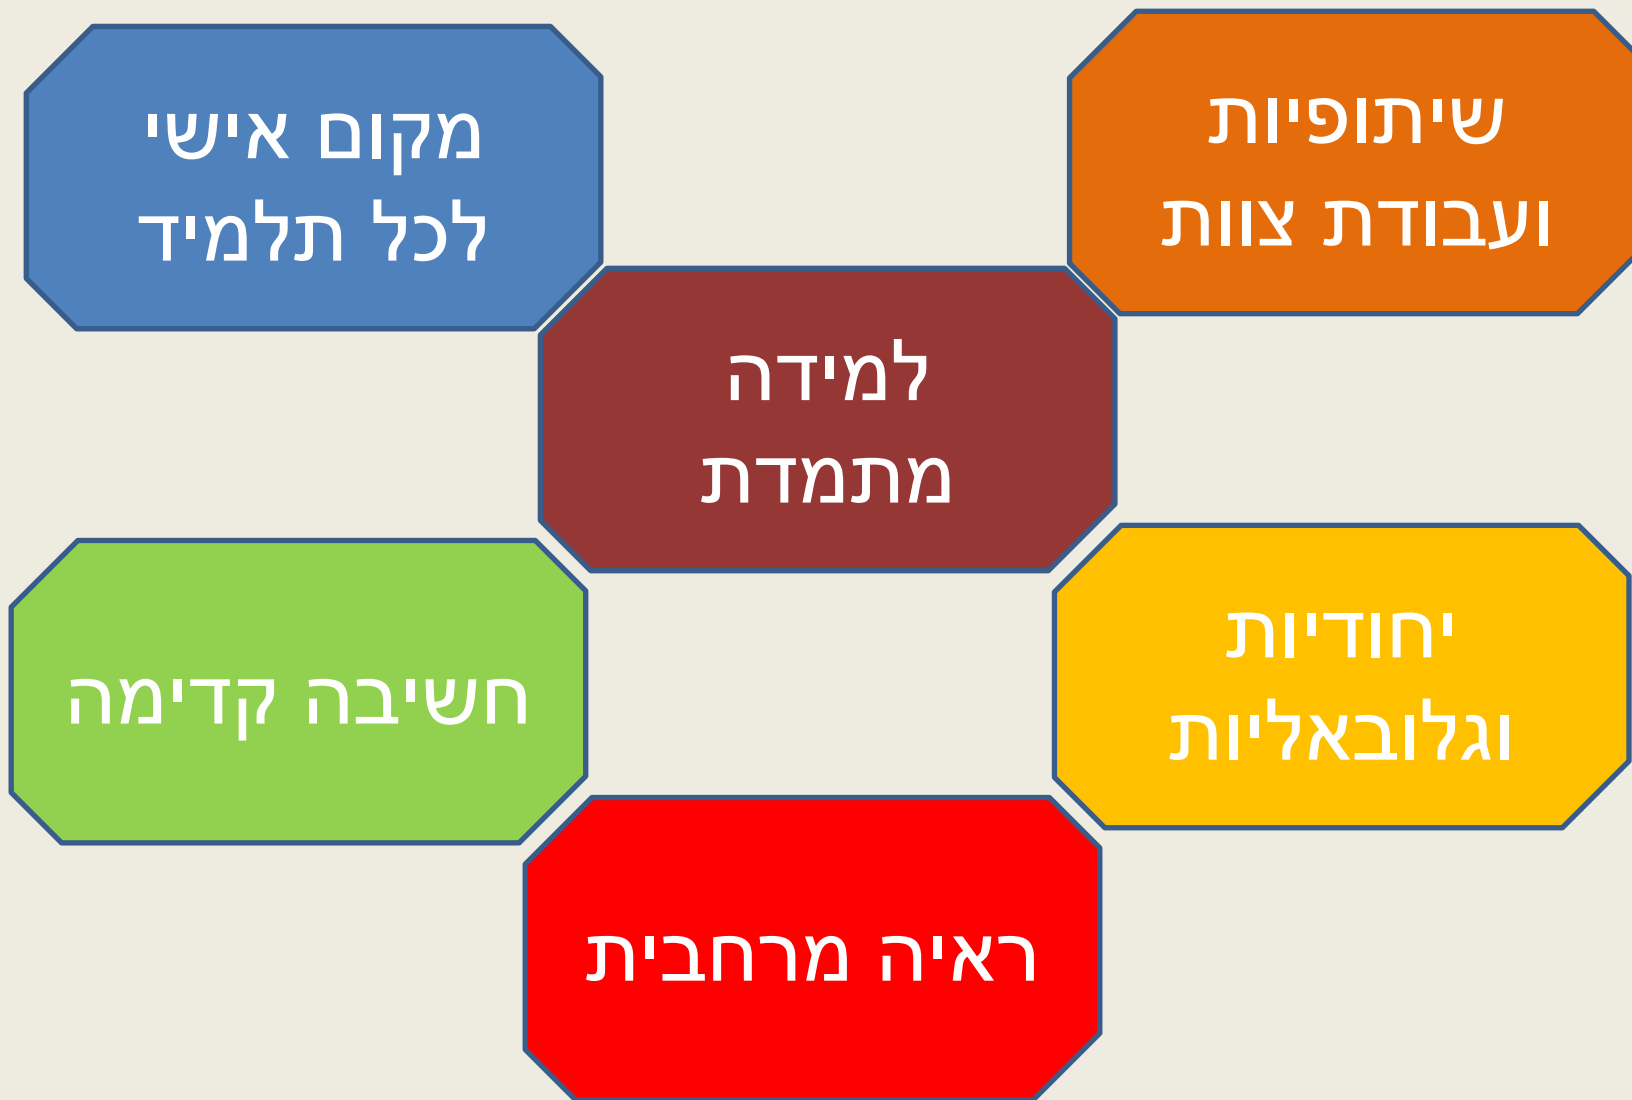 שיתופיות
ועבודת צוות
מקום אישי
לכל תלמיד
למידה
מתמדת
יחודיות
וגלובאליות
חשיבה קדימה
ראיה מרחבית